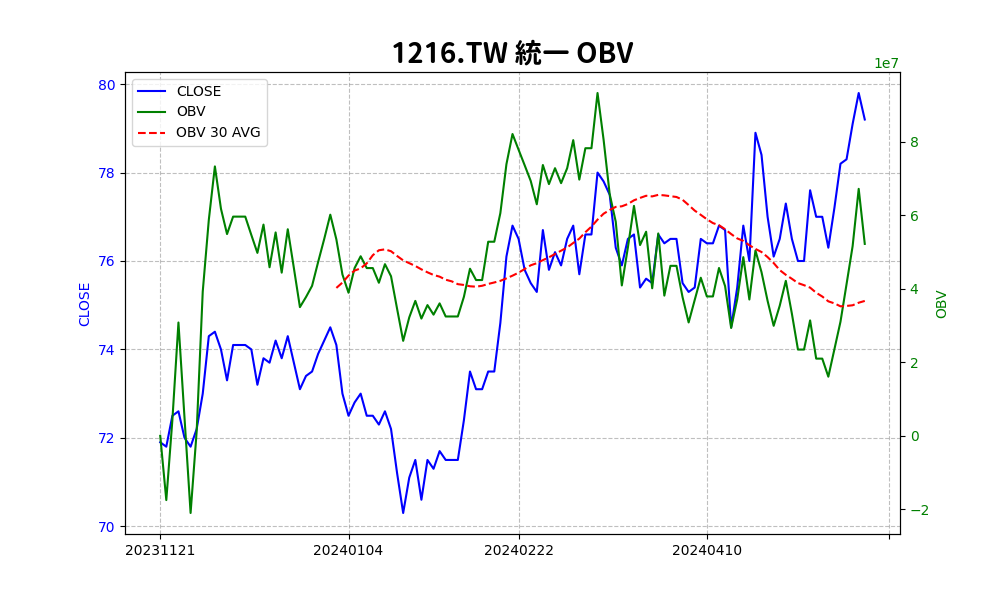 1216.TW 統一 OBV
1e7
CLOSE
OBV
OBV 30 AVG
80
78
76
74
72
70
CLOSE
8
6
4
2
0
−2
OBV
20231121
20240104
20240222
20240410